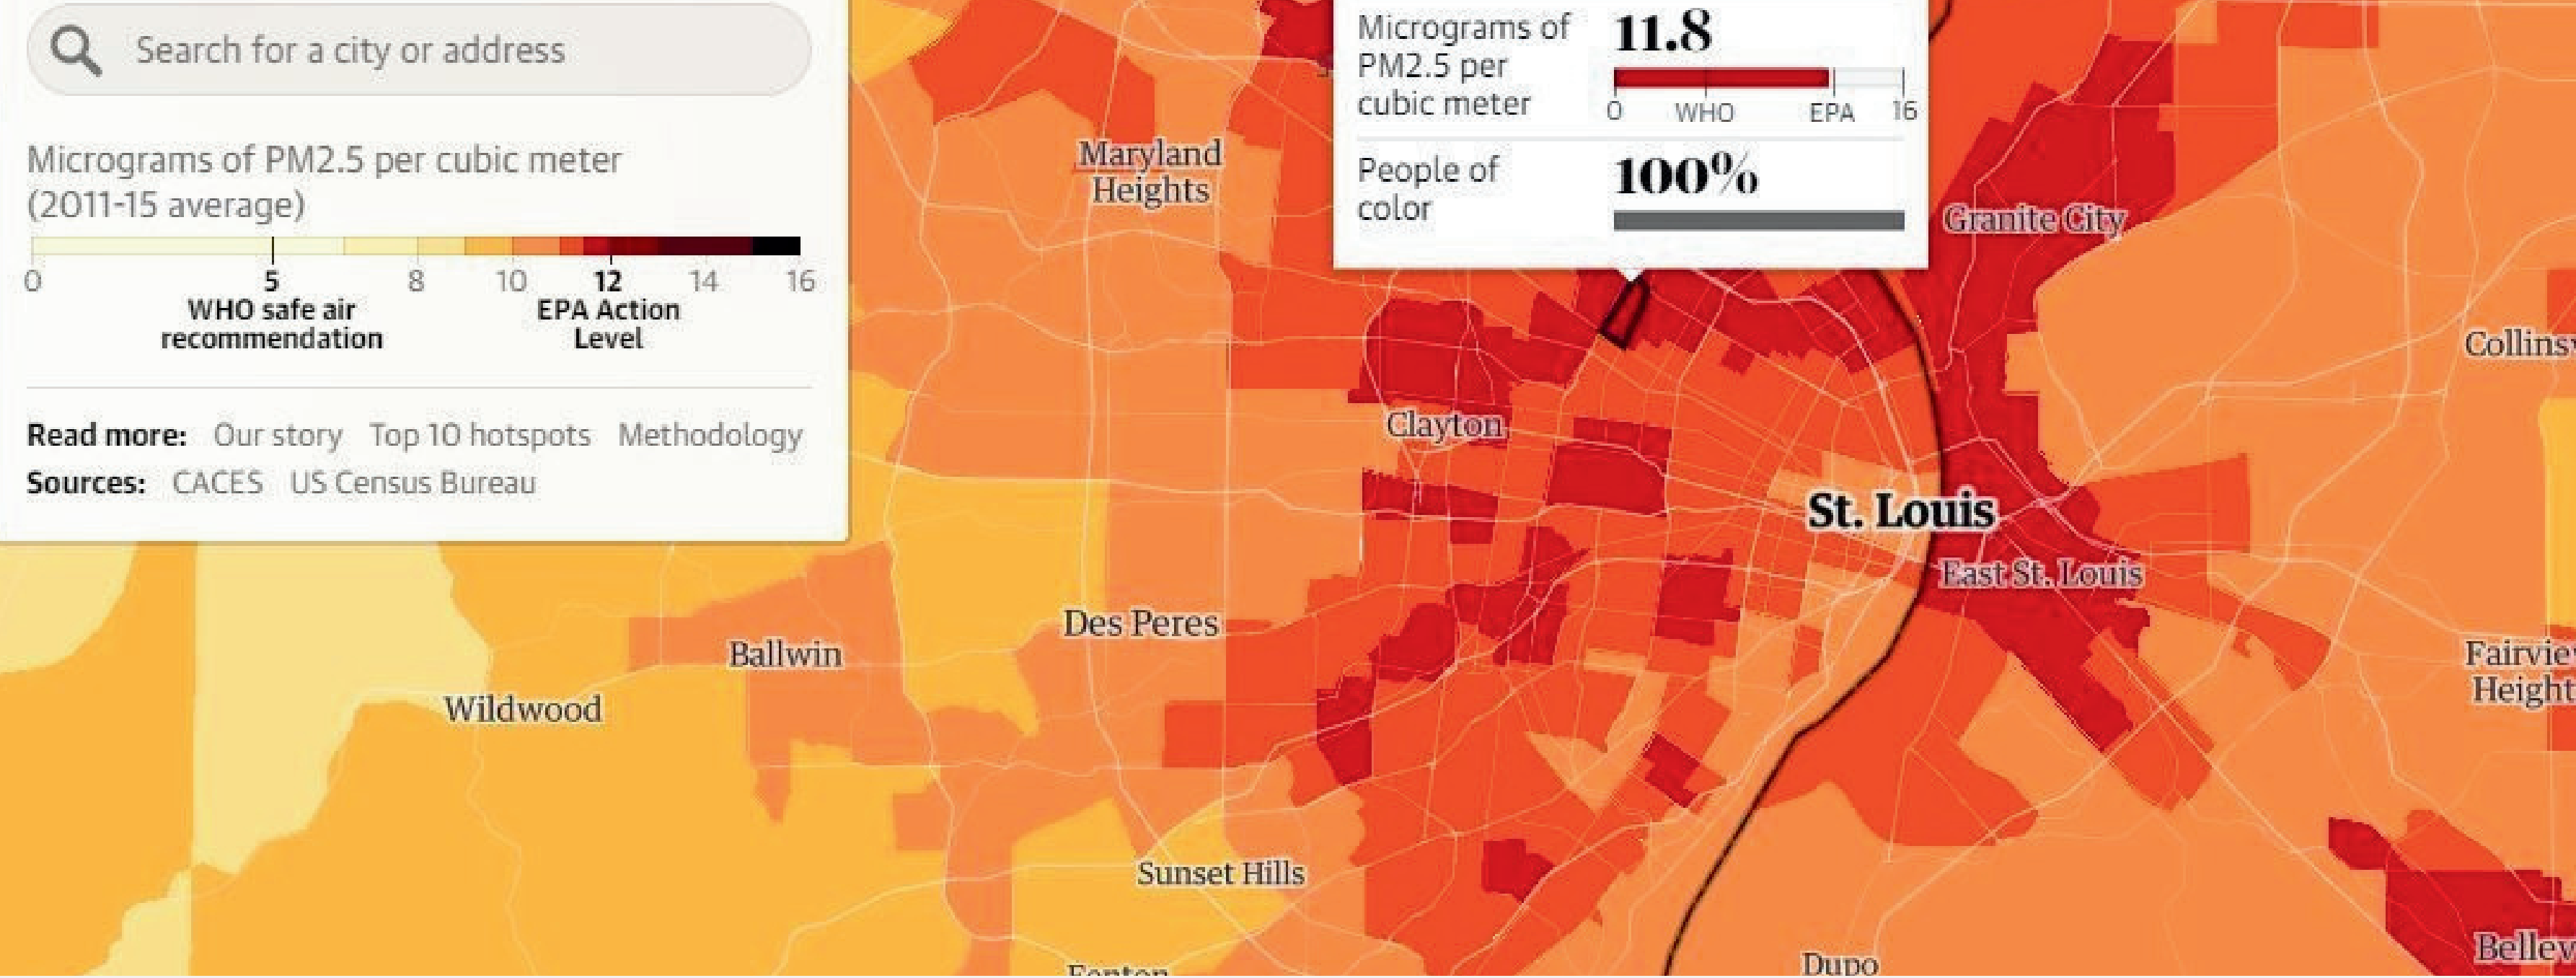 Search for a city or address
Micrograms of PM2.5 per cubic meter
(2011-15 average)
0 5 8 10 12 14 16
WHO safe air
recommendation
EPA Action
Level
Read more: Our story Top 10 hotspots Methodology
Sources: CACES US Census Bureau
Micrograms of
PM2.5 per
cubic meter
11.8
0 WHO EPA 16
People of
color
100%
Maryland
Heights
Granite City
Collins
Clayton
St. Louis
East St. Louis
Des Peres
Ballwin
Fairvie
Height
Wildwood
Sunset Hills
Bellev
Dupo
Fenton